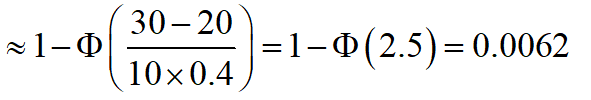 ≈ 1 − Φ( (30 − 20) / (10 × 0.4) ) = 1 − Φ(2.5) = 0.0062